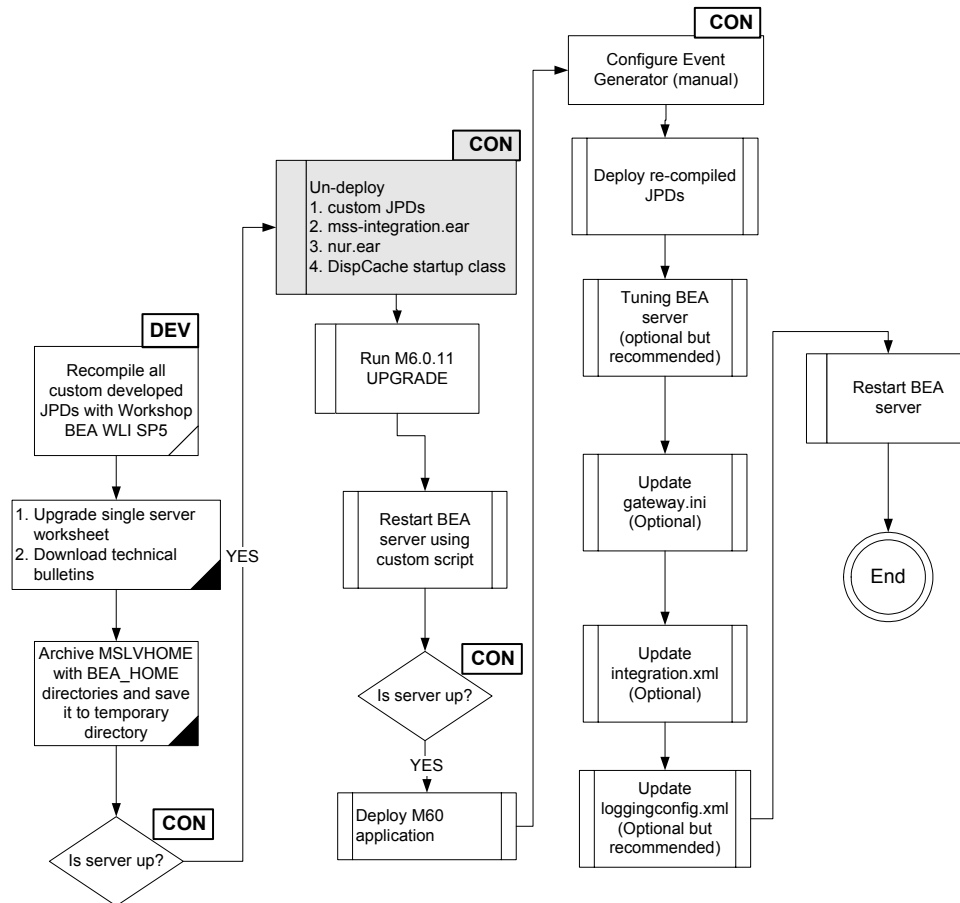 DEV
Recompile all
custom developed
JPDs with Workshop
BEA WLI SP5
1. Upgrade single server
worksheet
2. Download technical
bulletins
Archive MSLVHOME
with BEA_HOME
directories and save
it to temporary
directory
CON
Is server up?
YES
CON
Un-deploy
1. custom JPDs
2. mss-integration.ear
3. nur.ear
4. DispCache startup class
Run M6.0.11
UPGRADE
Restart BEA
server using
custom script
CON
Is server up?
YES
Deploy M60
application
CON
Configure Event
Generator (manual)
Deploy re-compiled
JPDs
Tuning BEA
server
(optional but
recommended)
Update
gateway.ini
(Optional)
Update
integration.xml
(Optional)
Update
loggingconfig.xml
(Optional but
recommended)
Restart BEA
server
End